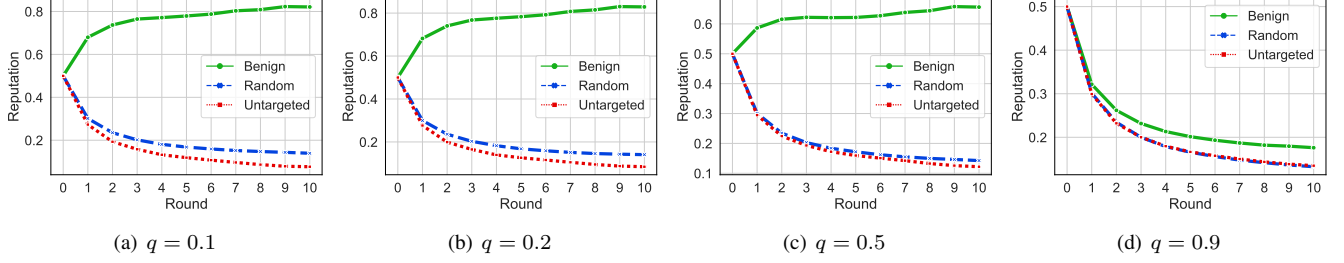 Reputation
0.8
0.6
0.4
0.2
0 1 2 3 4 5 6 7 8 9 10
Round
Benign
Random
Untargeted
(a) q = 0.1
Reputation
0.8
0.6
0.4
0.2
0 1 2 3 4 5 6 7 8 9 10
Round
Benign
Random
Untargeted
(b) q = 0.2
Reputation
0.6
0.5
0.4
0.3
0.2
0.1
0 1 2 3 4 5 6 7 8 9 10
Round
Benign
Random
Untargeted
(c) q = 0.5
Reputation
0.5
0.4
0.3
0.2
0 1 2 3 4 5 6 7 8 9 10
Round
Benign
Random
Untargeted
(d) q = 0.9